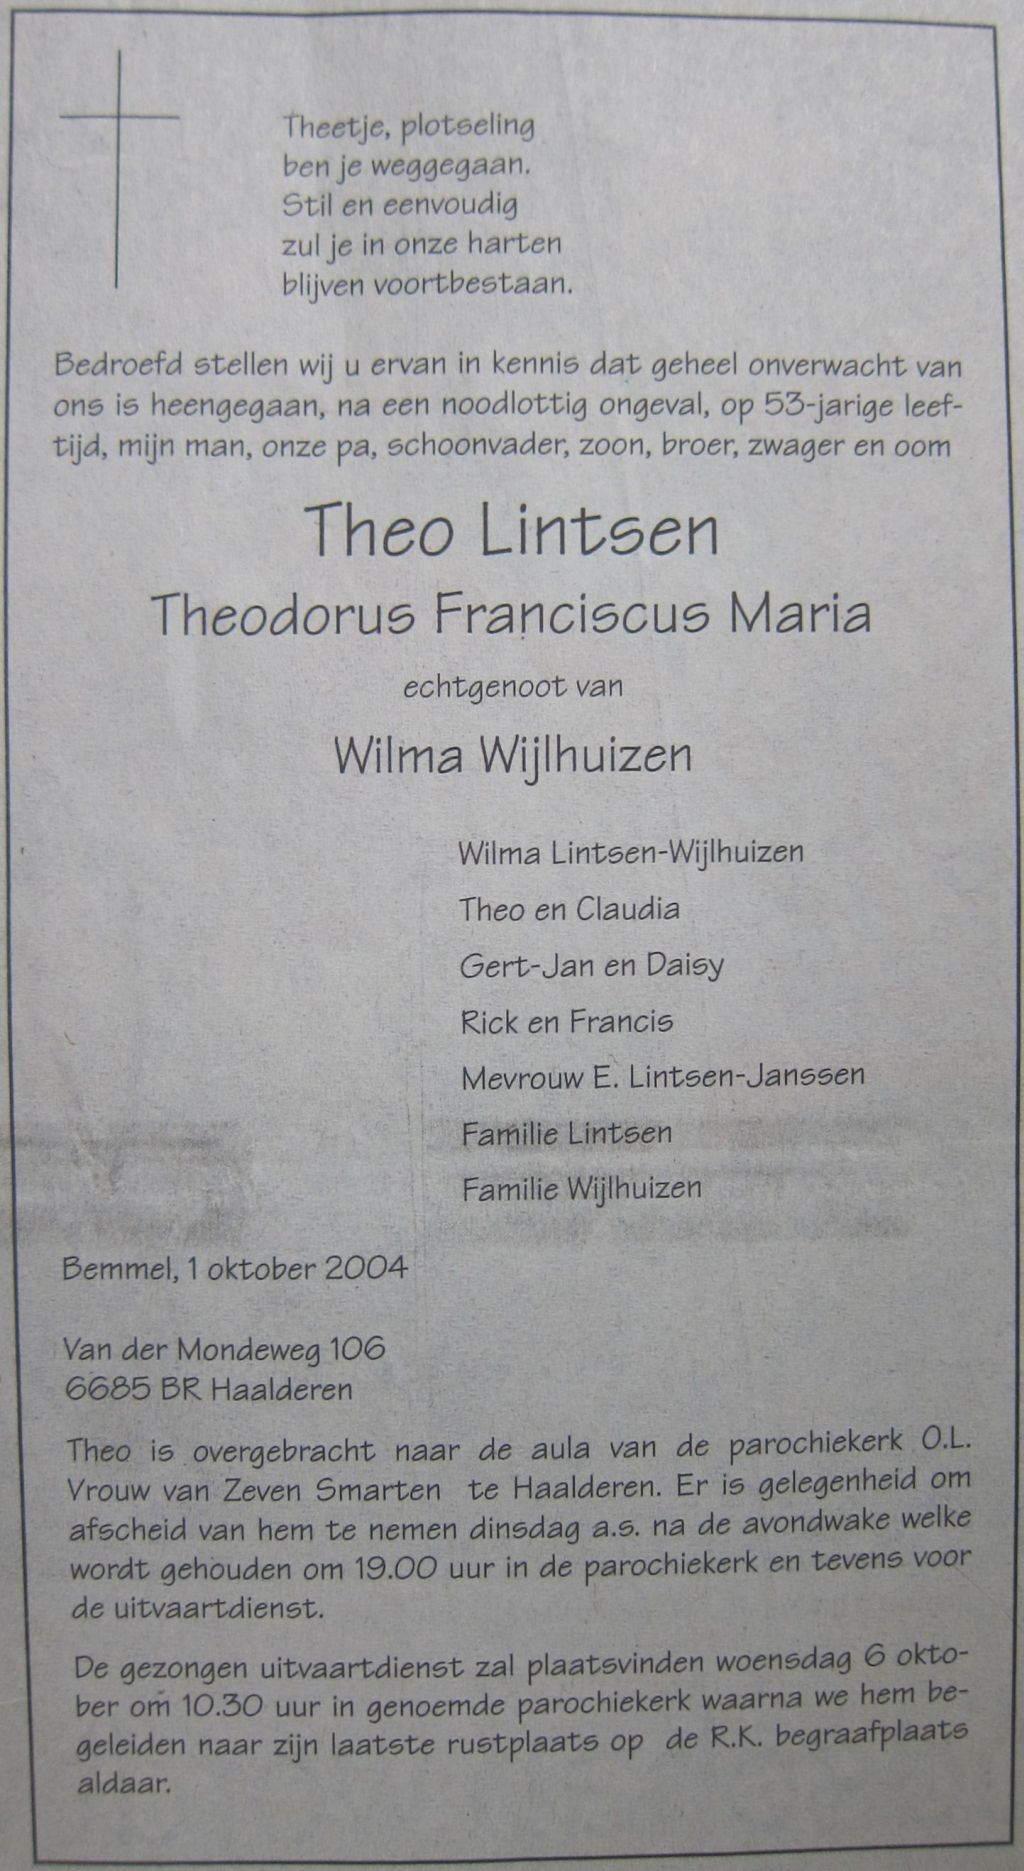 Theetje, plotseling
ben je weggegaan.
Stil en eenvoudig
zul je in onze harten
blijven voortbestaan.
Bedroefd stellen wij u ervan in kennis dat geheel onverwacht van
ons is heengegaan, na een noodlottig ongeval, op 53-jarige leef-
tijd, mijn man, onze pa, schoonvader, zoon, broer, zwager en oom
Theo Lintsen
Theodorus Franciscus Maria
echtgenoot van
Wilma Wijlhuizen
Wilma Lintsen-Wijlhuizen
Theo en Claudia
Gert-Jan en Daisy
Rick en Francis
Mevrouw E. Lintsen-Janssen
Familie Lintsen
Familie Wijlhuizen
Bemmel, 1 oktober 2004
Van der Mondeweg 106
6685 BR Haalderen
Theo is overgebracht naar de aula van de parochiekerk O.L.
Vrouw van Zeven Smarten te Haalderen. Er is gelegenheid om
afscheid van hem te nemen dinsdag a.s. na de avondwake welke
wordt gehouden om 19.00 uur in de parochiekerk en tevens voor
de uitvaartdienst.
De gezongen uitvaartdienst zal plaatsvinden woensdag 6 okto-
ber om 10.30 uur in genoemde parochiekerk waarna we hem be-
geleiden naar zijn laatste rustplaats op de R.K. begraafplaats
aldaar.